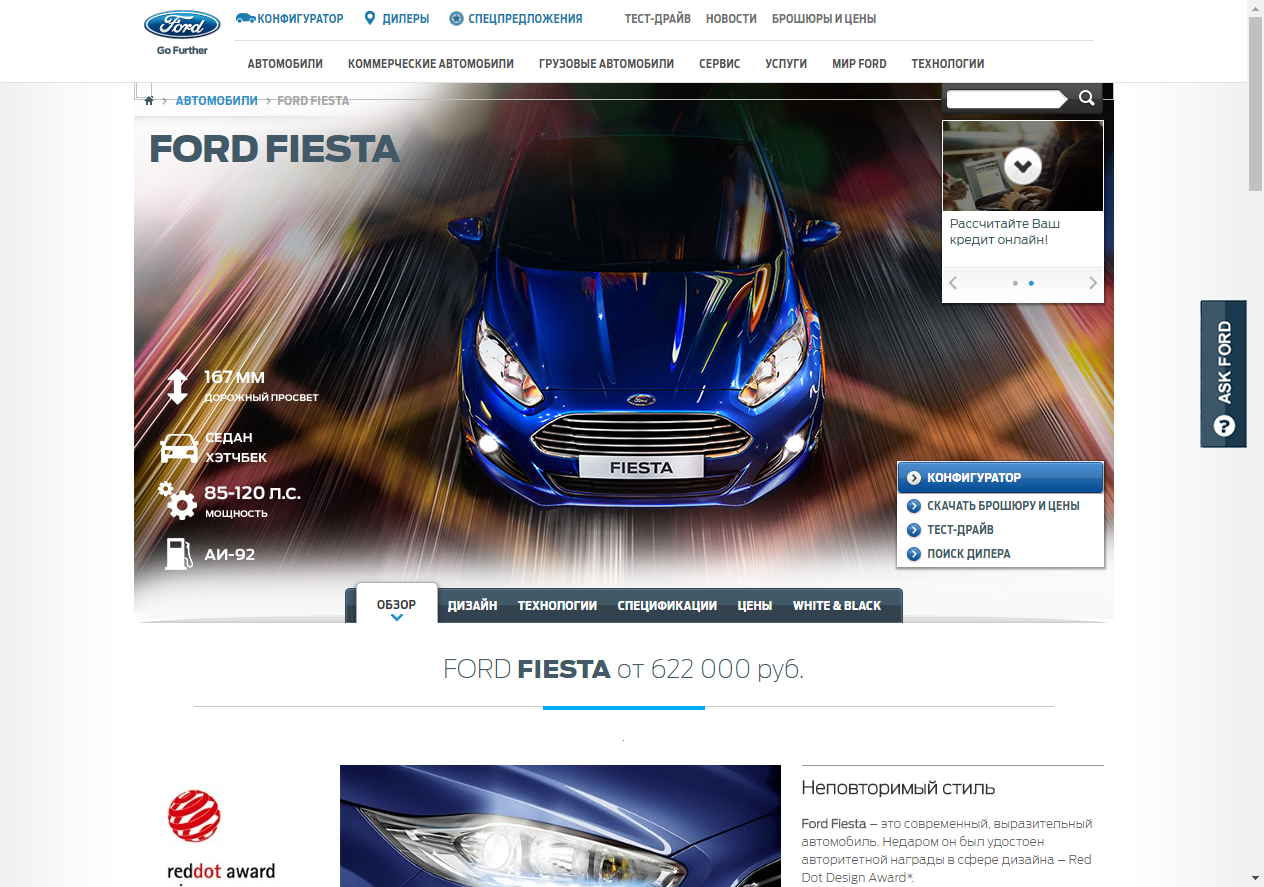 Ford
Go Further
КОНФИГУРАТОР
ДИЛЕРЫ
СПЕЦПРЕДЛОЖЕНИЯ
ТЕСТ-ДРАЙВ
НОВОСТИ
БРОШЮРЫ И ЦЕНЫ
АВТОМОБИЛИ
КОММЕРЧЕСКИЕ АВТОМОБИЛИ
ГРУЗОВЫЕ АВТОМОБИЛИ
СЕРВИС
УСЛУГИ
МИР FORD
ТЕХНОЛОГИИ
АВТОМОБИЛИ
FORD FIESTA
FORD FIESTA
Рассчитайте Ваш
кредит онлайн!
ASK FORD
167 ММ
ДОРОЖНЫЙ ПРОСВЕТ
СЕДАН
ХЭТЧБЕК
85-120 Л.С.
МОЩНОСТЬ
АИ-92
FIESTA
КОНФИГУРАТОР
СКАЧАТЬ БРОШЮРУ И ЦЕНЫ
ТЕСТ-ДРАЙВ
ПОИСК ДИЛЕРА
ОБЗОР
ДИЗАЙН
ТЕХНОЛОГИИ
СПЕЦИФИКАЦИИ
ЦЕНЫ
WHITE & BLACK
FORD FIESTA от 622 000 руб.
.
reddot award
Неповторимый стиль
Ford Fiesta – это современный, выразительный
автомобиль. Недаром он был удостоен
авторитетной награды в сфере дизайна – Red
Dot Design Award*.